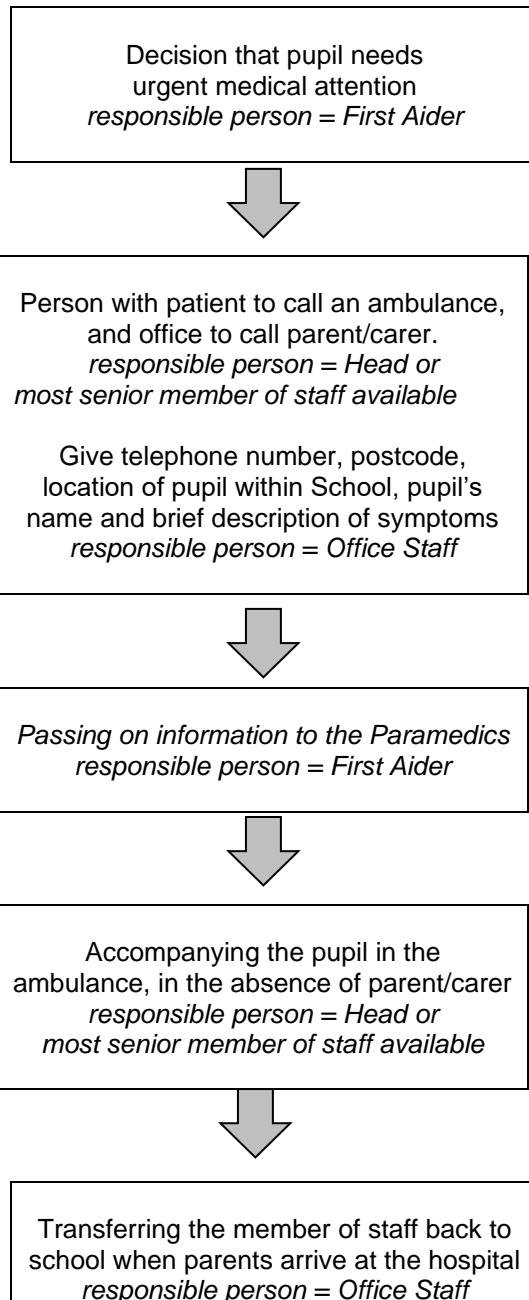 Decision that pupil needs
urgent medical attention
responsible person = First Aider
Person with patient to call an ambulance,
and office to call parent/carer.
responsible person = Head or
most senior member of staff available
Give telephone number, postcode,
location of pupil within School, pupil's
name and brief description of symptoms
responsible person = Office Staff
Passing on information to the Paramedics
responsible person = First Aider
Accompanying the pupil in the
ambulance, in the absence of parent/carer
responsible person = Head or
most senior member of staff available
Transferring the member of staff back to
school when parents arrive at the hospital
responsible person = Office Staff